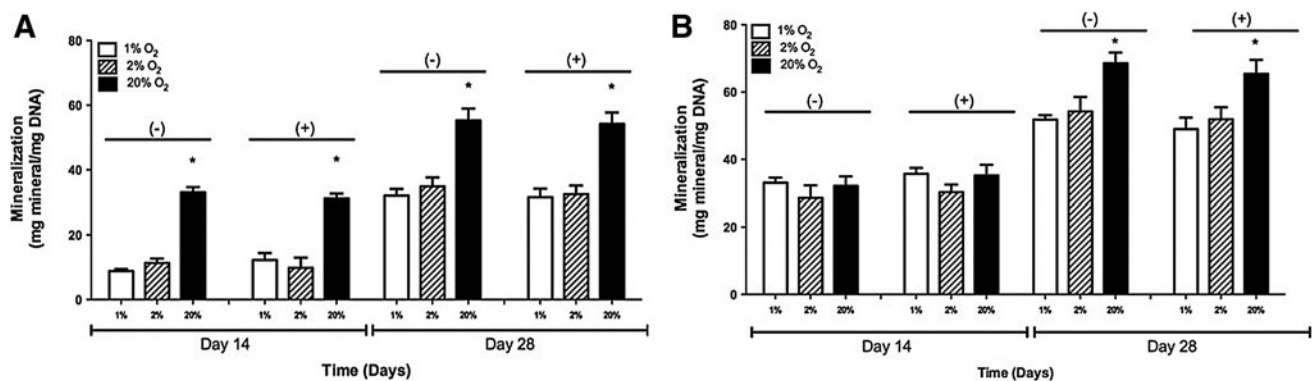 A
80
60
40
20
0
Mineralization
(mg mineral/mg DNA)
1% O₂
2% O₂
20% O₂
(-)
*
(+)
*
(-)
*
(+)
*
1% 2% 20% 1% 2% 20% 1% 2% 20% 1% 2% 20%
Day 14 Day 28
Time (Days)
B
80
60
40
20
0
Mineralization
(mg mineral/mg DNA)
1% O₂
2% O₂
20% O₂
(-)
(+)
(-)
*
(+)
*
1% 2% 20% 1% 2% 20% 1% 2% 20% 1% 2% 20%
Day 14 Day 28
Time (Days)